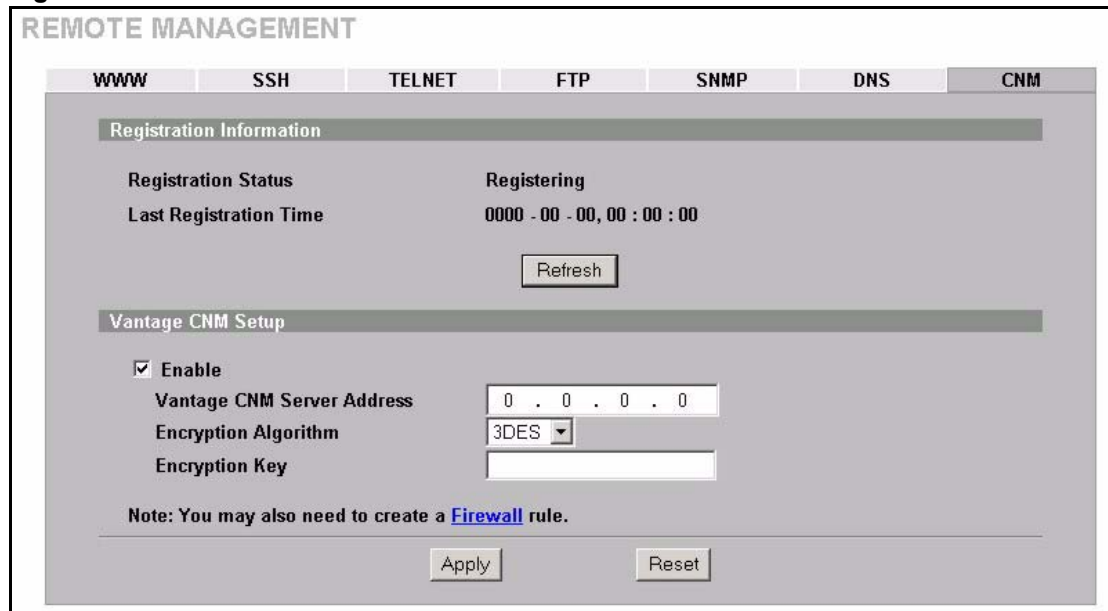 REMOTE MANAGEMENT
WWW SSH TELNET FTP SNMP DNS CNM
Registration Information
Registration Status Registering
Last Registration Time 0000 - 00 - 00, 00 : 00 : 00
Refresh
Vantage CNM Setup
Enable
Vantage CNM Server Address 0 . 0 . 0 . 0
Encryption Algorithm 3DES
Encryption Key
Note: You may also need to create a Firewall rule.
Apply Reset